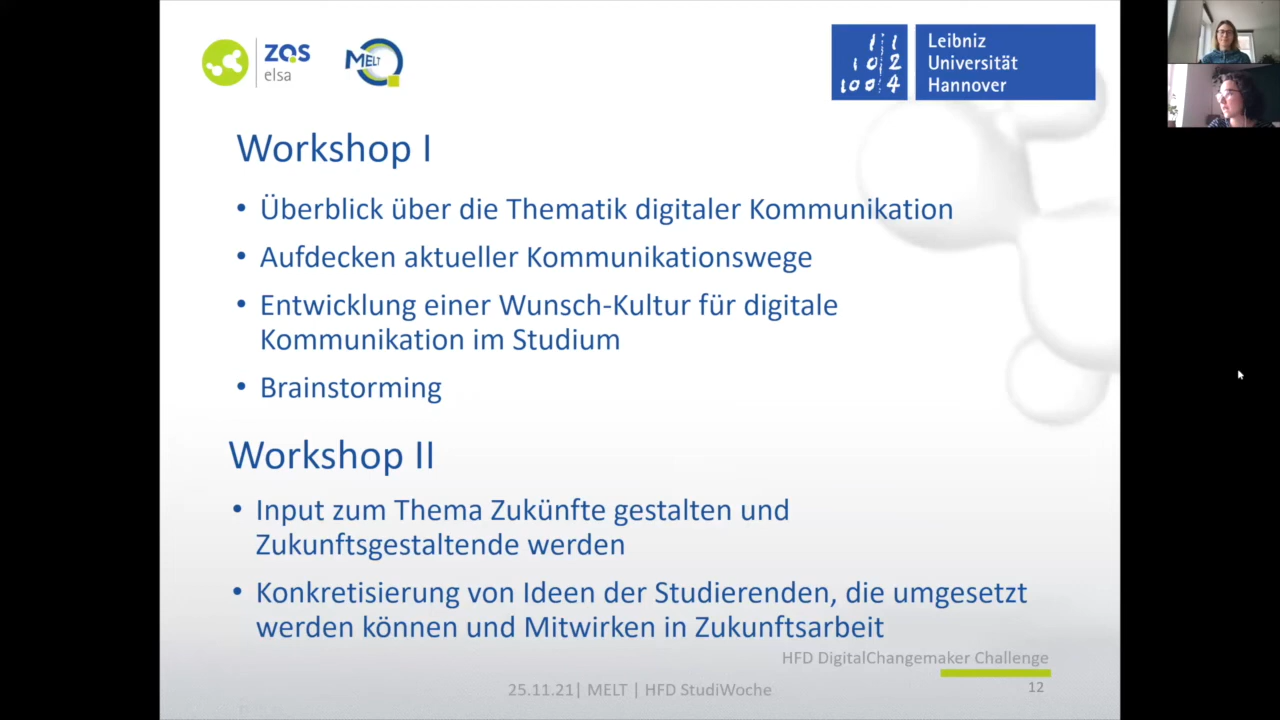 ZQS
elsa
MELT
Leibniz
Universität
Hannover
Workshop I
• Überblick über die Thematik digitaler Kommunikation
• Aufdecken aktueller Kommunikationswege
• Entwicklung einer Wunsch-Kultur für digitale
Kommunikation im Studium
• Brainstorming
Workshop II
• Input zum Thema Zukünfte gestalten und
Zukunftsgestaltende werden
• Konkretisierung von Ideen der Studierenden, die umgesetzt
werden können und Mitwirken in Zukunftsarbeit
HFD DigitalChangemaker Challenge
25.11.21| MELT | HFD StudiWoche
12